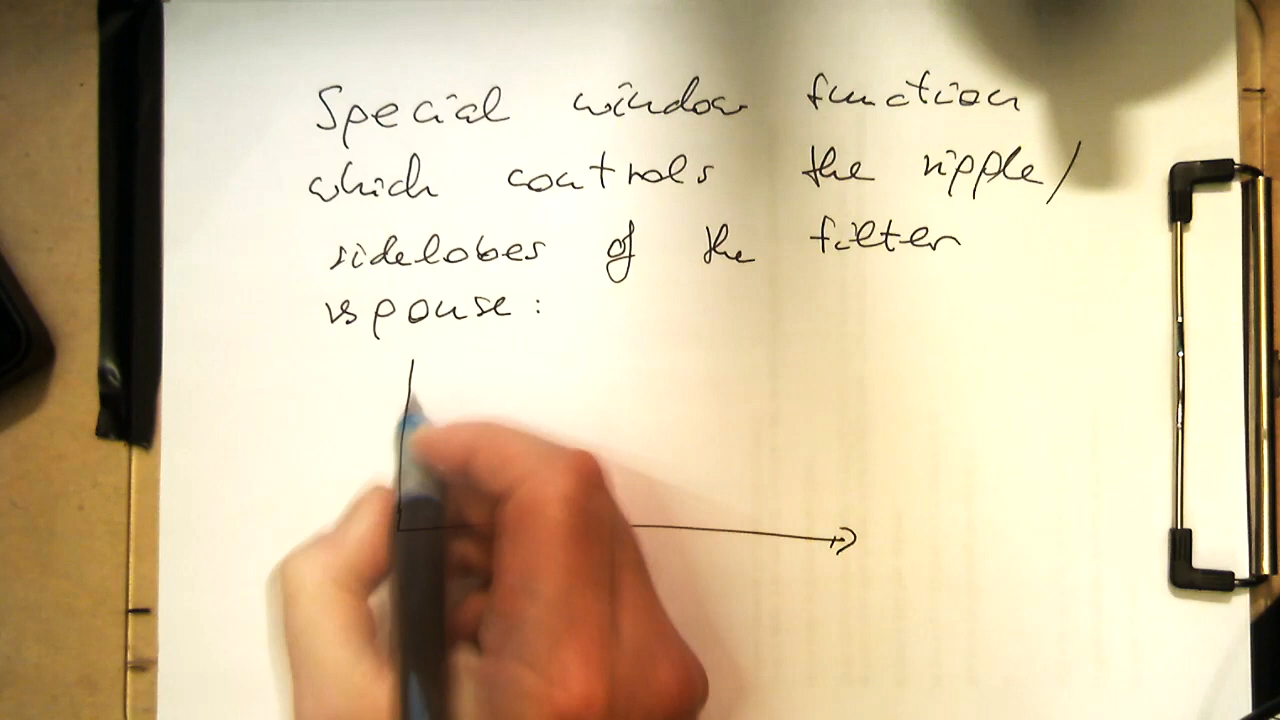 Special window function
which controls the ripple/
sidelobes of the filter
response: